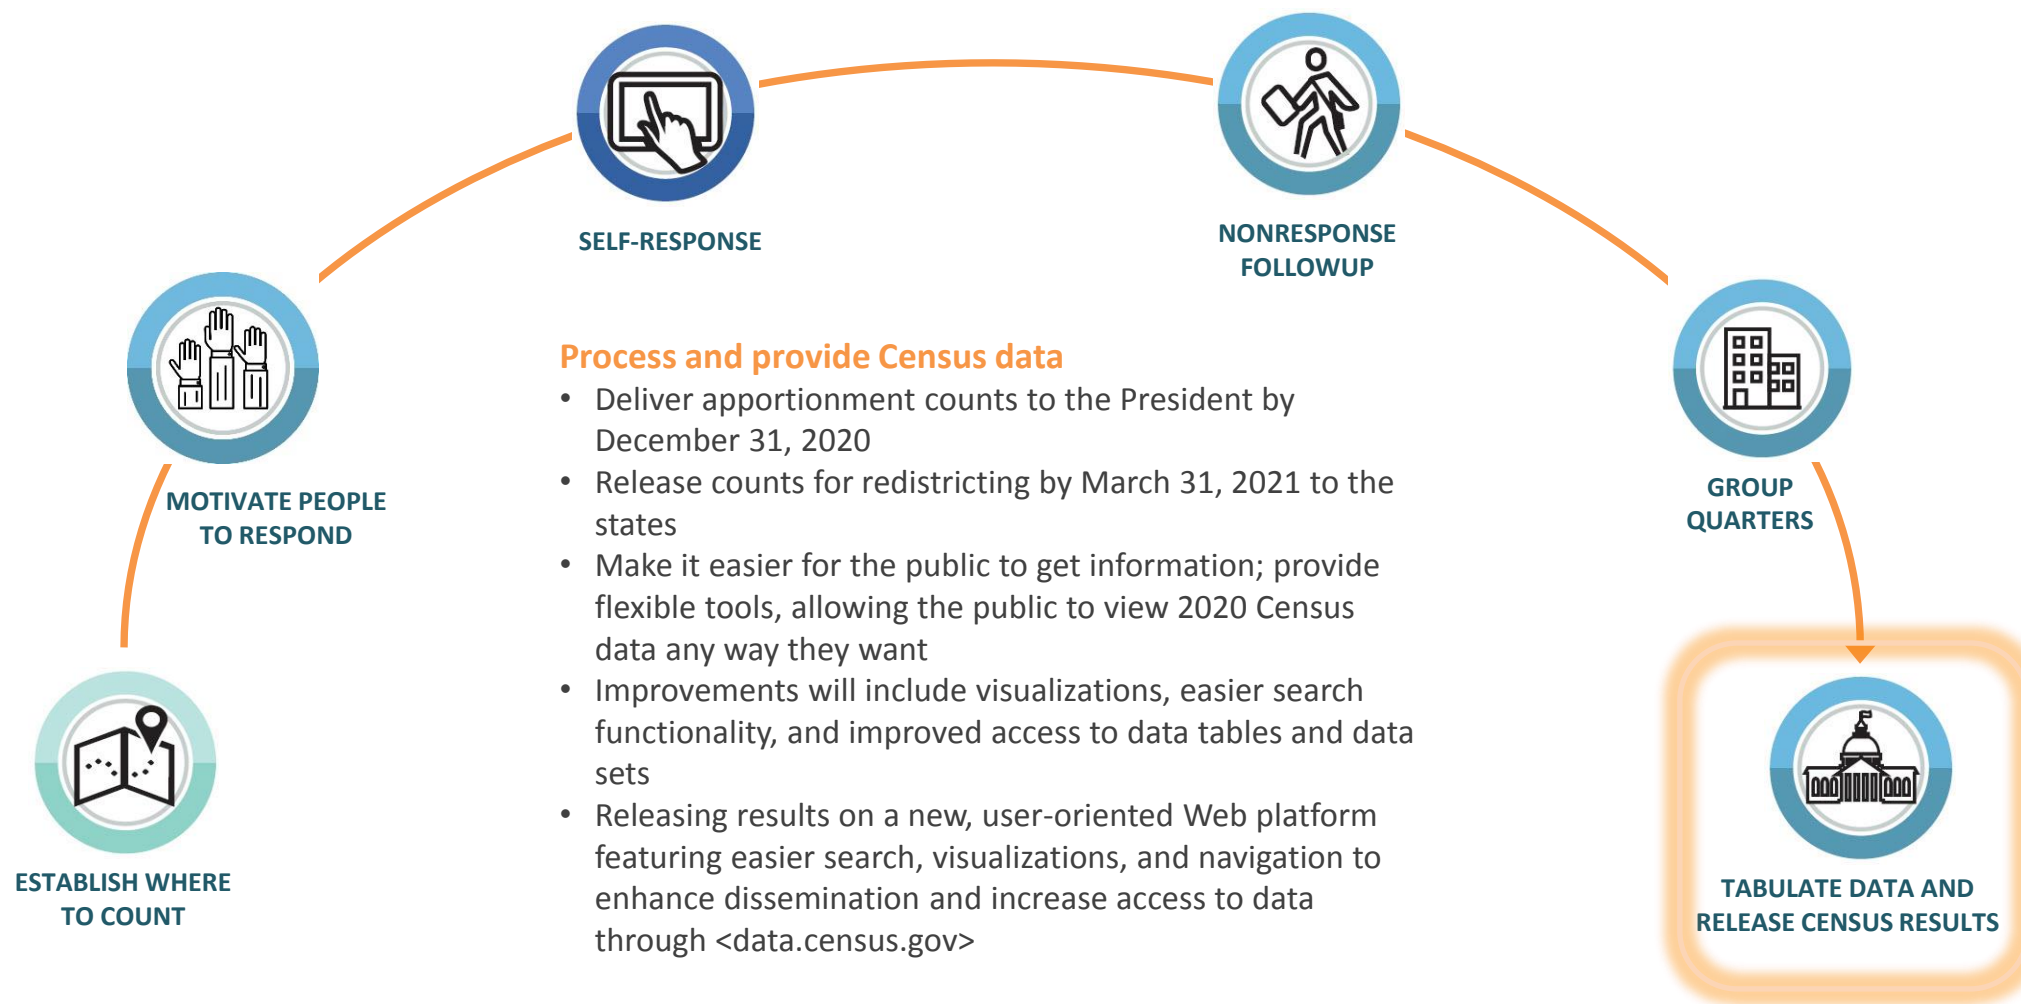 SELF-RESPONSE
NONRESPONSE
FOLLOWUP
MOTIVATE PEOPLE
TO RESPOND
GROUP
QUARTERS
ESTABLISH WHERE
TO COUNT
TABULATE DATA AND
RELEASE CENSUS RESULTS
Process and provide Census data
• Deliver apportionment counts to the President by
December 31, 2020
• Release counts for redistricting by March 31, 2021 to the
states
• Make it easier for the public to get information; provide
flexible tools, allowing the public to view 2020 Census
data any way they want
• Improvements will include visualizations, easier search
functionality, and improved access to data tables and data
sets
• Releasing results on a new, user-oriented Web platform
featuring easier search, visualizations, and navigation to
enhance dissemination and increase access to data
through <data.census.gov>